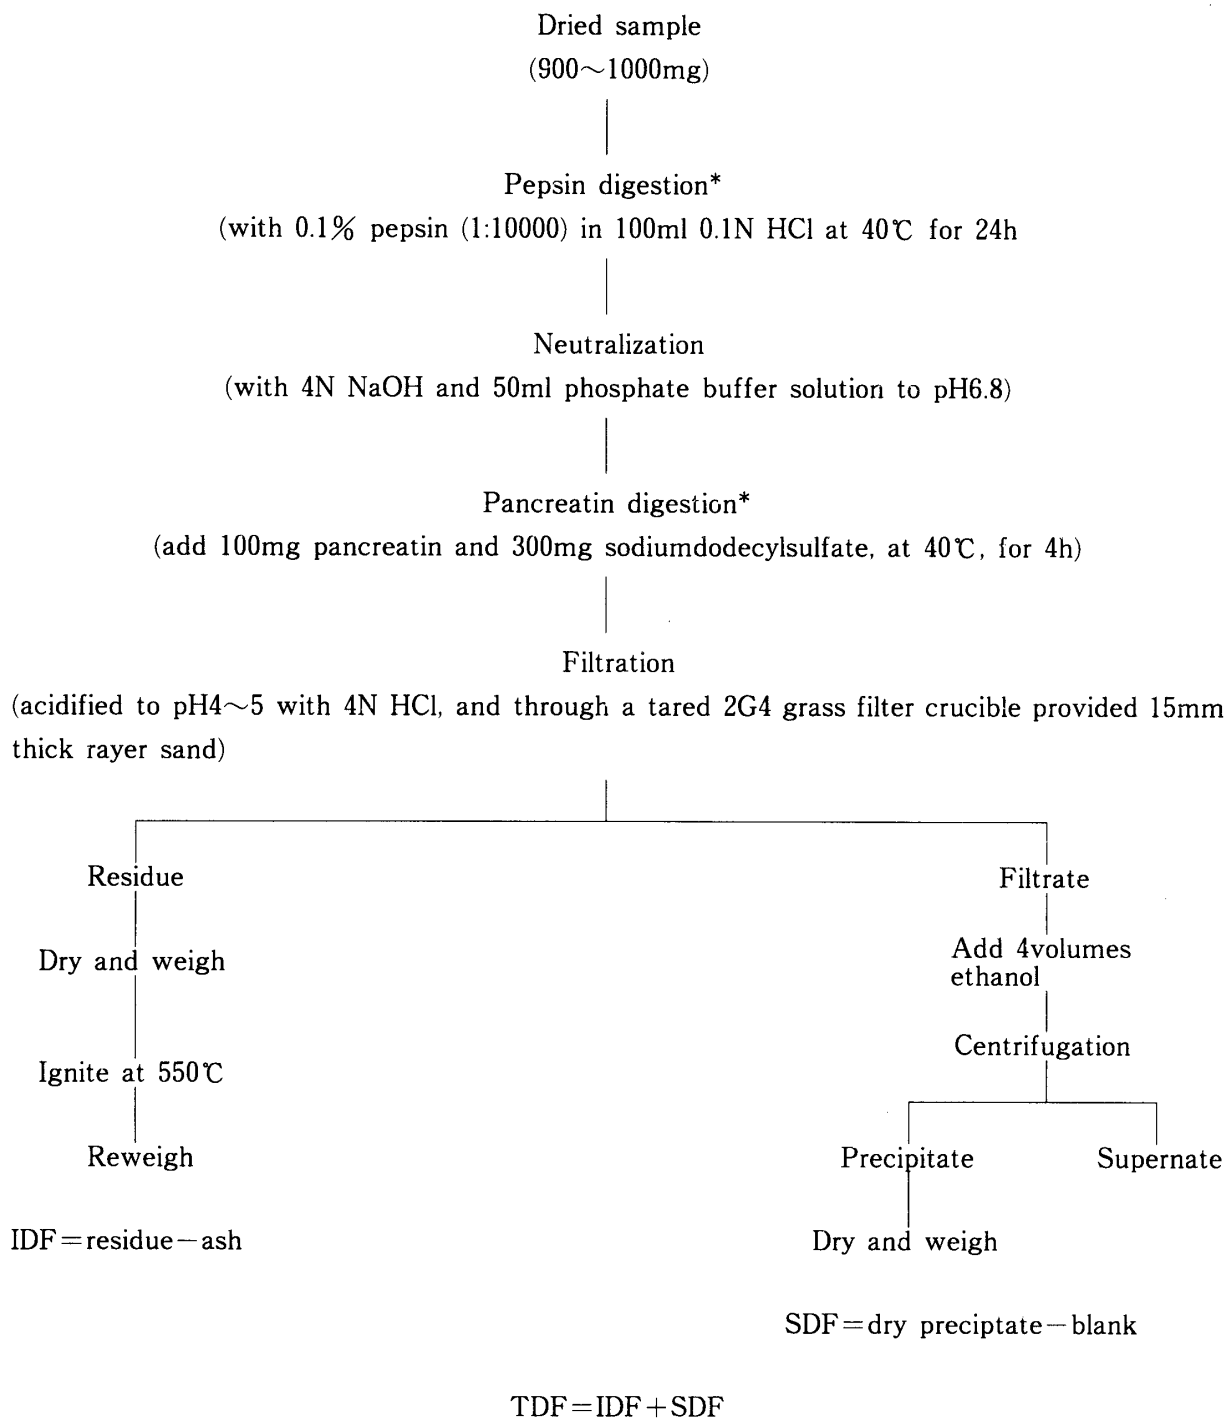 Dried sample
(900～1000mg)
Pepsin digestion*
(with 0.1% pepsin (1:10000) in 100ml 0.1N HCl at 40℃ for 24h
Neutralization
(with 4N NaOH and 50ml phosphate buffer solution to pH6.8)
Pancreatin digestion*
(add 100mg pancreatin and 300mg sodiumdodecylsulfate, at 40℃, for 4h)
Filtration
(acidified to pH4～5 with 4N HCl, and through a tared 2G4 grass filter crucible provided 15mm
thick rayer sand)
Residue
Dry and weigh
Ignite at 550℃
Reweigh
IDF=residue-ash
Filtrate
Add 4volumes
ethanol
Centrifugation
Precipitate
Supernate
Dry and weigh
SDF=dry preciptate-blank
TDF=IDF+SDF